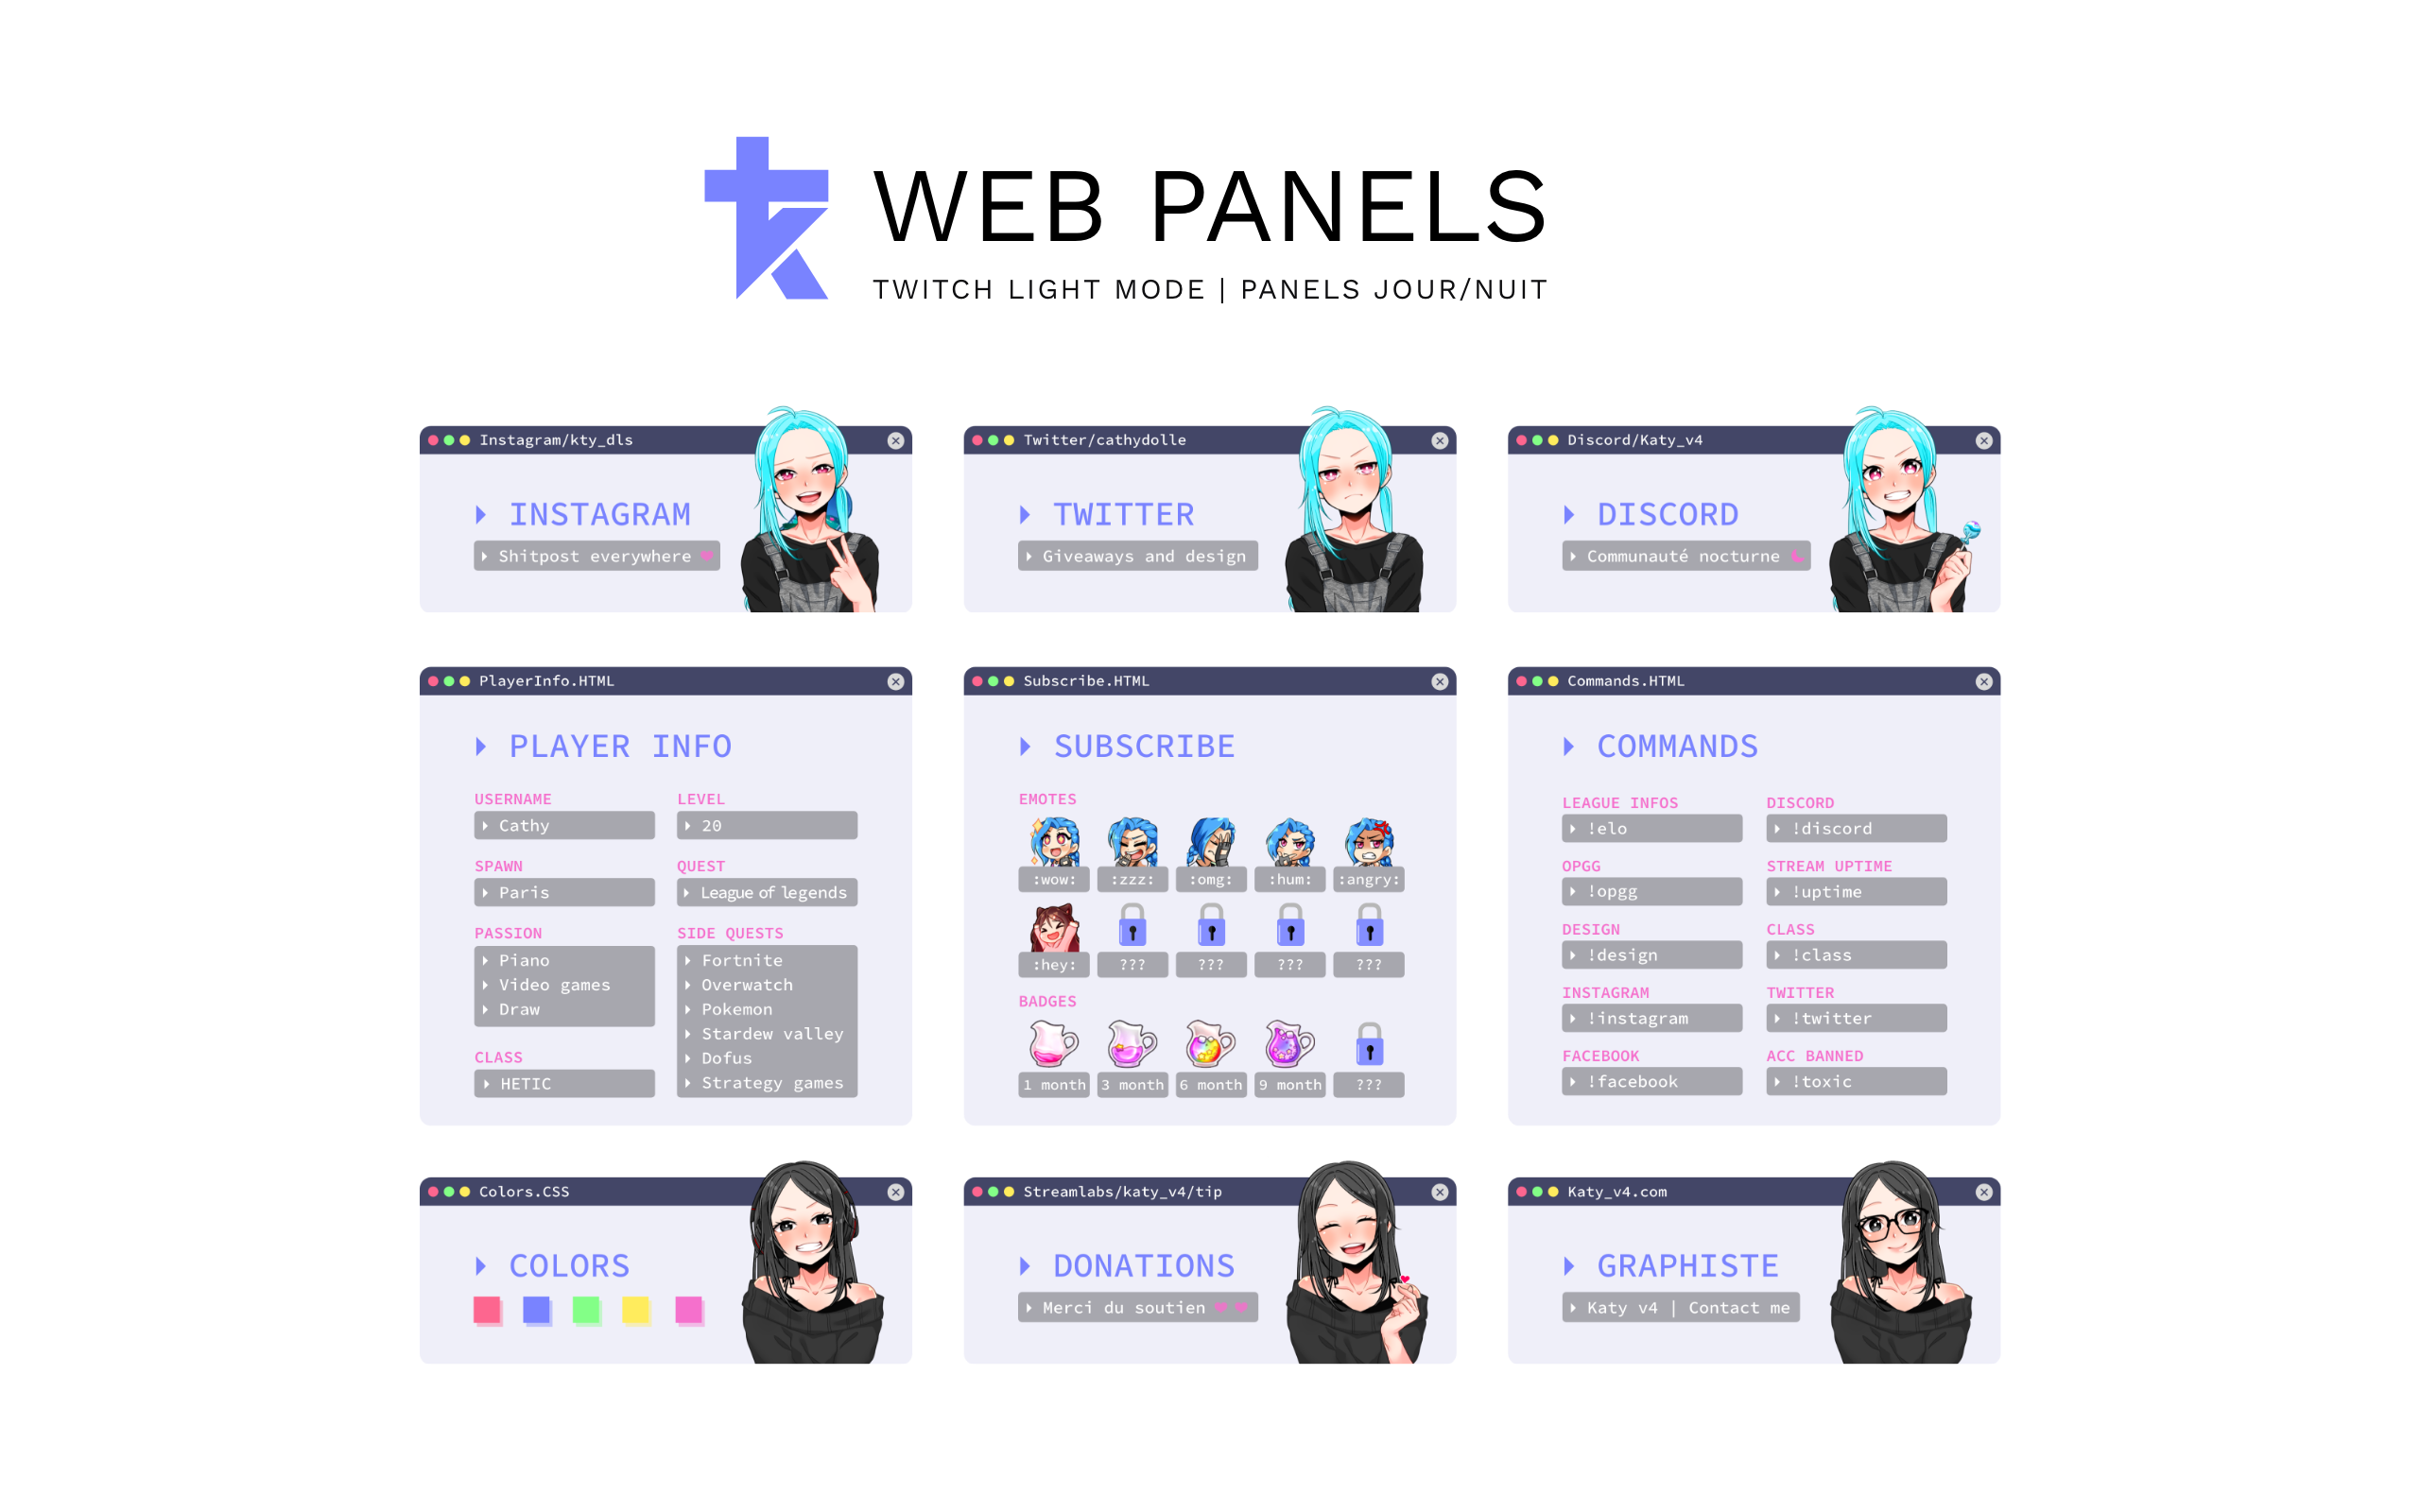 WEB PANELS
TWITCH LIGHT MODE | PANELS JOUR/NUIT
Instagram/kty_dls
INSTAGRAM
Shitpost everywhere
Twitter/cathydolle
TWITTER
Giveaways and design
Discord/Katy_v4
DISCORD
Communauté nocturne
PlayerInfo.HTML
PLAYER INFO
USERNAME
Cathy
LEVEL
20
SPAWN
Paris
QUEST
League of legends
PASSION
Piano
Video games
Draw
SIDE QUESTS
Fortnite
Overwatch
Pokemon
Stardew valley
Dofus
Strategy games
CLASS
HETIC
Subscribe.HTML
SUBSCRIBE
EMOTES
:wow: :zzz: :omg: :hum: :angry:
:hey: ??? ??? ??? ???
BADGES
1 month 3 month 6 month 9 month ???
Commands.HTML
COMMANDS
LEAGUE INFOS
!elo
DISCORD
!discord
OPGG
!opgg
STREAM UPTIME
!uptime
DESIGN
!design
CLASS
!class
INSTAGRAM
!instagram
TWITTER
!twitter
FACEBOOK
!facebook
ACC BANNED
!toxic
Colors.CSS
COLORS
Streamlabs/katy_v4/tip
DONATIONS
Merci du soutien
Katy_v4.com
GRAPHISTE
Katy v4 | Contact me